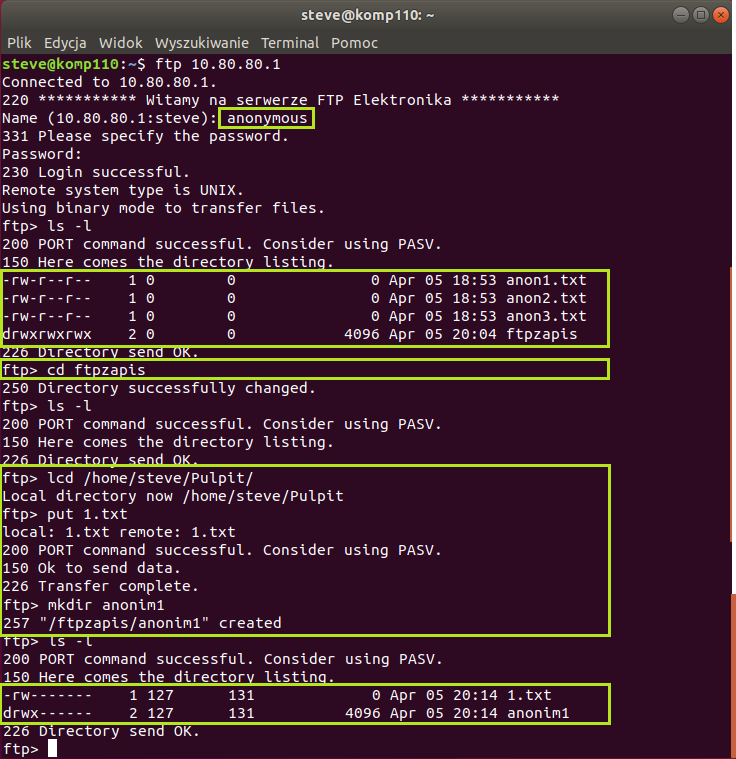 steve@komp110: ~
Plik Edycja Widok Wyszukiwanie Terminal Pomoc
steve@komp110:~$ ftp 10.80.80.1
Connected to 10.80.80.1.
220 *********** Witamy na serwerze FTP Elektronika ***********
Name (10.80.80.1:steve): anonymous
331 Please specify the password.
Password:
230 Login successful.
Remote system type is UNIX.
Using binary mode to transfer files.
ftp> ls -l
200 PORT command successful. Consider using PASV.
150 Here comes the directory listing.
-rw-r--r--    1 0        0               0 Apr 05 18:53 anon1.txt
-rw-r--r--    1 0        0               0 Apr 05 18:53 anon2.txt
-rw-r--r--    1 0        0               0 Apr 05 18:53 anon3.txt
drwxrwxrwx    2 0        0            4096 Apr 05 20:04 ftpzapis
226 Directory send OK.
ftp> cd ftpzapis
250 Directory successfully changed.
ftp> ls -l
200 PORT command successful. Consider using PASV.
150 Here comes the directory listing.
226 Directory send OK.
ftp> lcd /home/steve/Pulpit/
Local directory now /home/steve/Pulpit
ftp> put 1.txt
local: 1.txt remote: 1.txt
200 PORT command successful. Consider using PASV.
150 Ok to send data.
226 Transfer complete.
ftp> mkdir anonim1
257 "/ftpzapis/anonim1" created
ftp> ls -l
200 PORT command successful. Consider using PASV.
150 Here comes the directory listing.
-rw-------    1 127      131             0 Apr 05 20:14 1.txt
drwx------    2 127      131          4096 Apr 05 20:14 anonim1
226 Directory send OK.
ftp>